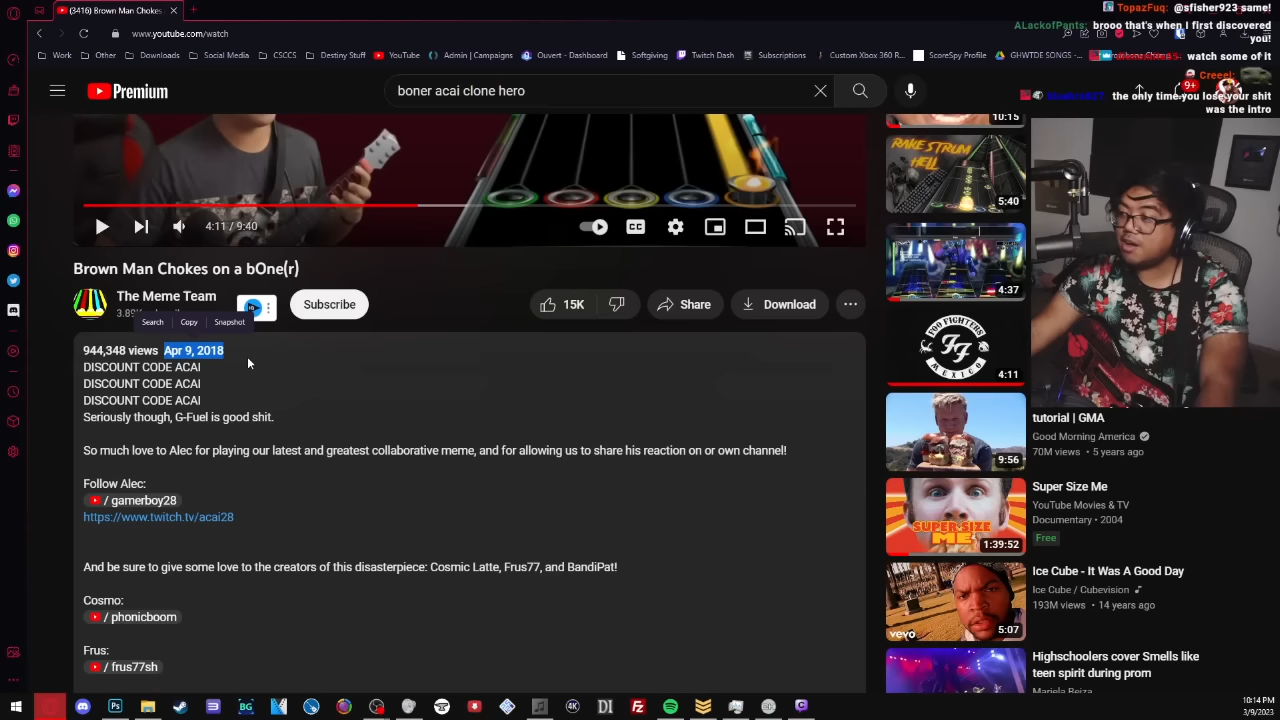 (3416) Brown Man Chokes
www.youtube.com/watch
TopazFuq: @sfisher923 same!
ALackofPants: brooo that's when I first discovered
you!
watch some of it
Creeel:
the only time you lose your shit
was the intro
Work
Other
Downloads
Social Media
CSCCS
Destiny Stuff
YouTube
Admin | Campaigns
Ouvert - Dashboard
Softgiving
Twitch Dash
Subscriptions
Custom Xbox 360 R...
ScoreSpy Profile
GHWTDE SONGS -...
Premium
boner acai clone hero
9+
10:15
RAKE STRUM
HELL
5:40
4:11 / 9:40
CC
4:37
Brown Man Chokes on a bOne(r)
The Meme Team
Subscribe
15K
Share
Download
Search
Copy
Snapshot
944,348 views Apr 9, 2018
DISCOUNT CODE ACAI
DISCOUNT CODE ACAI
DISCOUNT CODE ACAI
Seriously though, G-Fuel is good shit.
So much love to Alec for playing our latest and greatest collaborative meme, and for allowing us to share his reaction on or own channel!
Follow Alec:
/ gamerboy28
https://www.twitch.tv/acai28
And be sure to give some love to the creators of this disasterpiece: Cosmic Latte, Frus77, and BandiPat!
Cosmo:
/ phonicboom
Frus:
/ frus77sh
FOO FIGHTERS
FF
MEXICO
4:11
tutorial | GMA
Good Morning America
70M views • 5 years ago
9:56
Super Size Me
YouTube Movies & TV
Documentary • 2004
Free
SUPER SIZE
ME
1:39:52
Ice Cube - It Was A Good Day
Ice Cube / Cubevision
193M views • 14 years ago
vevo
5:07
Highschoolers cover Smells like
teen spirit during prom
Mariela Beiza
10:14 PM
3/9/2023